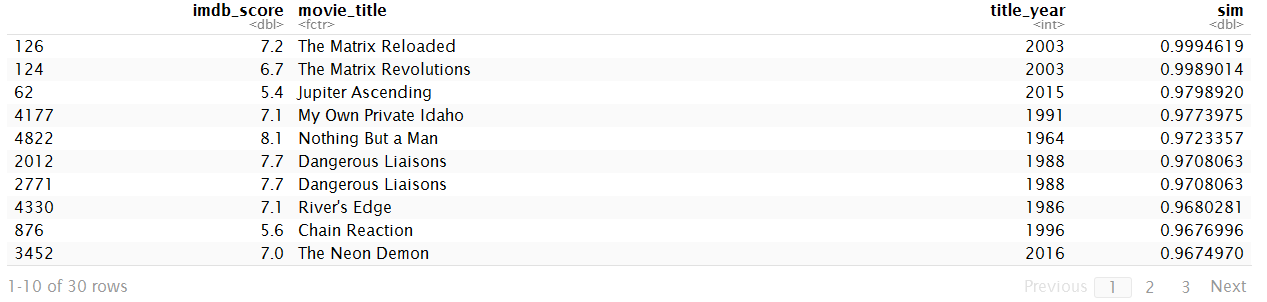 imdb_score movie_title title_year sim
<dbl> <fctr> <int> <dbl>
126 7.2 The Matrix Reloaded 2003 0.9994619
124 6.7 The Matrix Revolutions 2003 0.9989014
62 5.4 Jupiter Ascending 2015 0.9798920
4177 7.1 My Own Private Idaho 1991 0.9773975
4822 8.1 Nothing But a Man 1964 0.9723357
2012 7.7 Dangerous Liaisons 1988 0.9708063
2771 7.7 Dangerous Liaisons 1988 0.9708063
4330 7.1 River's Edge 1986 0.9680281
876 5.6 Chain Reaction 1996 0.9676996
3452 7.0 The Neon Demon 2016 0.9674970
1-10 of 30 rows Previous 1 2 3 Next